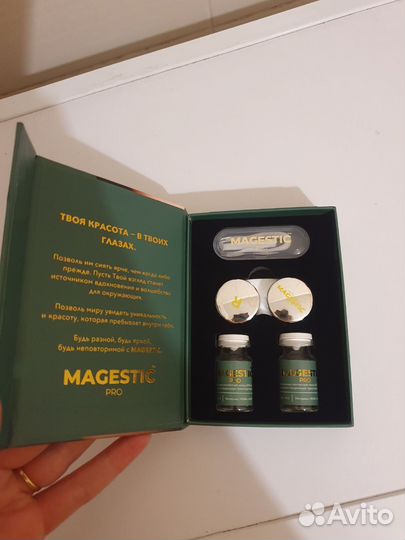 ТВОЯ КРАСОТА – В ТВОИХ
ГЛАЗАХ.
Позволь им сиять ярче, чем когда-либо
прежде. Пусть Твой взгляд станет
источником вдохновения и волшебства
для окружающих.
Позволь миру увидеть уникальность
и красоту, которая пребывает внутри тебя.
Будь разной, будь яркой,
будь неповторимой с MAGESTIC.
MAGESTIC
PRO
MAGESTIC
MAGESTIC
MAGESTIC
PRO
MAGESTIC
PRO
Avito